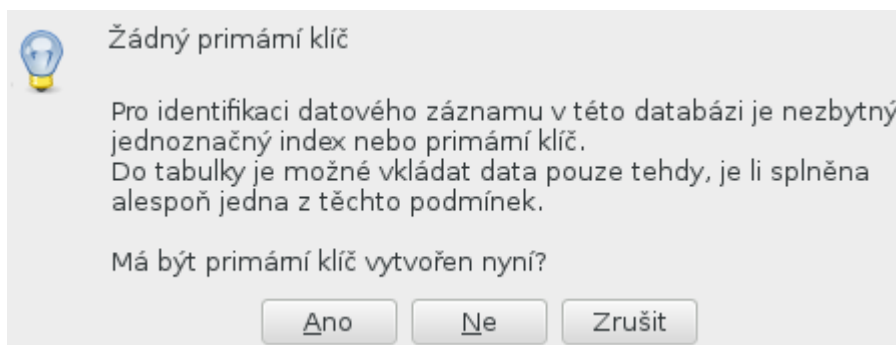 Žádný primární klíč
Pro identifikaci datového záznamu v této databázi je nezbytný
jednoznačný index nebo primární klíč.
Do tabulky je možné vkládat data pouze tehdy, je li splněna
alespoň jedna z těchto podmínek.
Má být primární klíč vytvořen nyní?
Ano Ne Zrušit